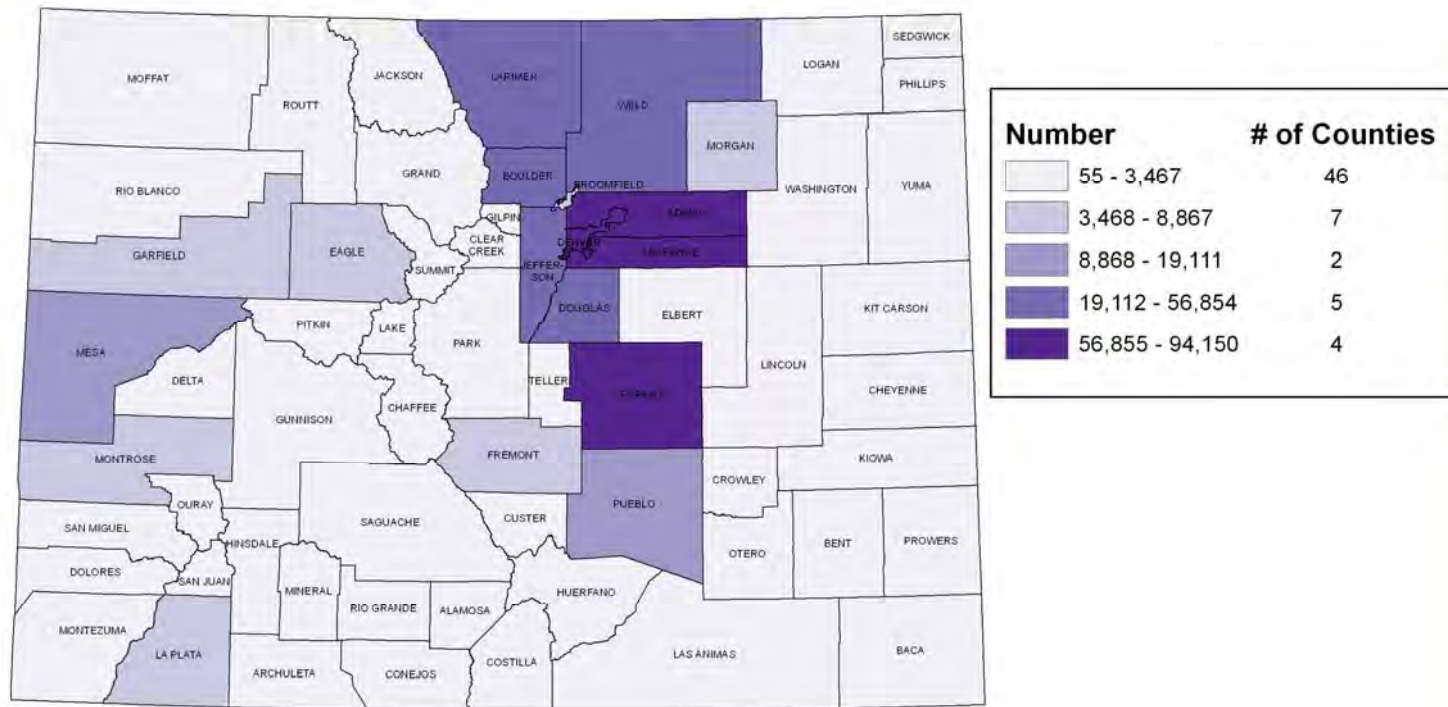 SEDGWICK
LOGAN
MOFFAT
JACKSON
LARIMER
PHILLIPS
ROUTT
WELD
MORGAN
RIO BLANCO
GRAND
BOULDER
WASHINGTON
YUMA
BROOMFIELD
GILPIN
ADAMS
CLEAR
CREEK
DENVER
ARAPAHOE
GARFIELD
EAGLE
SUMMIT
JEFFER-
SON
DOUGLAS
ELBERT
KIT CARSON
PITKIN
LAKE
PARK
MESA
LINCOLN
DELTA
TELLER
CHEYENNE
EL PASO
CHAFFEE
GUNNISON
MONTROSE
FREMONT
KIOWA
CROWLEY
OURAY
PUEBLO
SAN MIGUEL
SAGUACHE
CUSTER
HINSDALE
OTERO
BENT
PROWERS
DOLORES
SAN JUAN
MINERAL
RIO GRANDE
ALAMOSA
HUERFANO
MONTEZUMA
LA PLATA
ARCHULETA
CONEJOS
COSTILLA
LAS ANIMAS
BACA
Number # of Counties
55 - 3,467 46
3,468 - 8,867 7
8,868 - 19,111 2
19,112 - 56,854 5
56,855 - 94,150 4